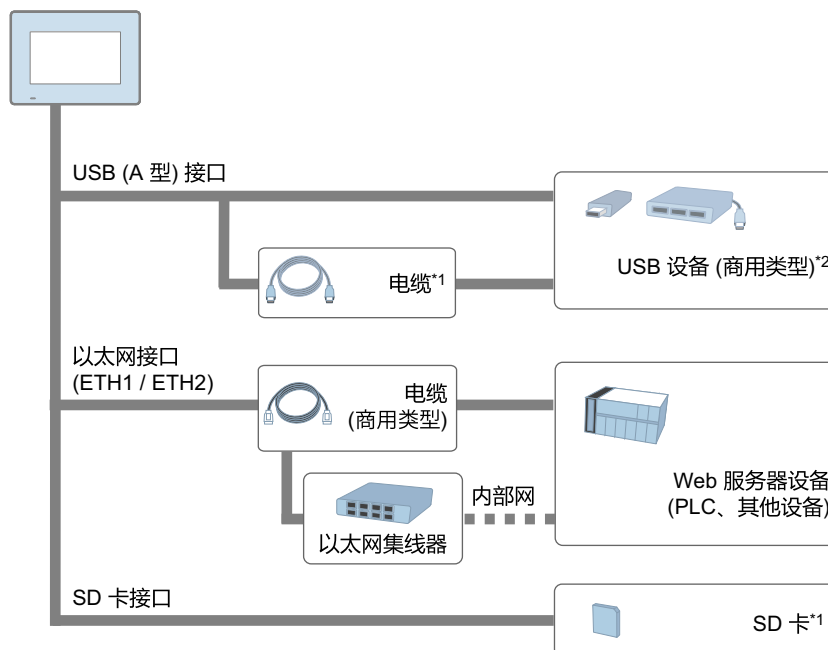 USB (A 型) 接口
USB 设备 (商用类型)*2
电缆*1
以太网接口
(ETH1 / ETH2)
电缆
(商用类型)
Web 服务器设备
(PLC、其他设备)
内部网
以太网集线器
SD 卡接口
SD 卡*1